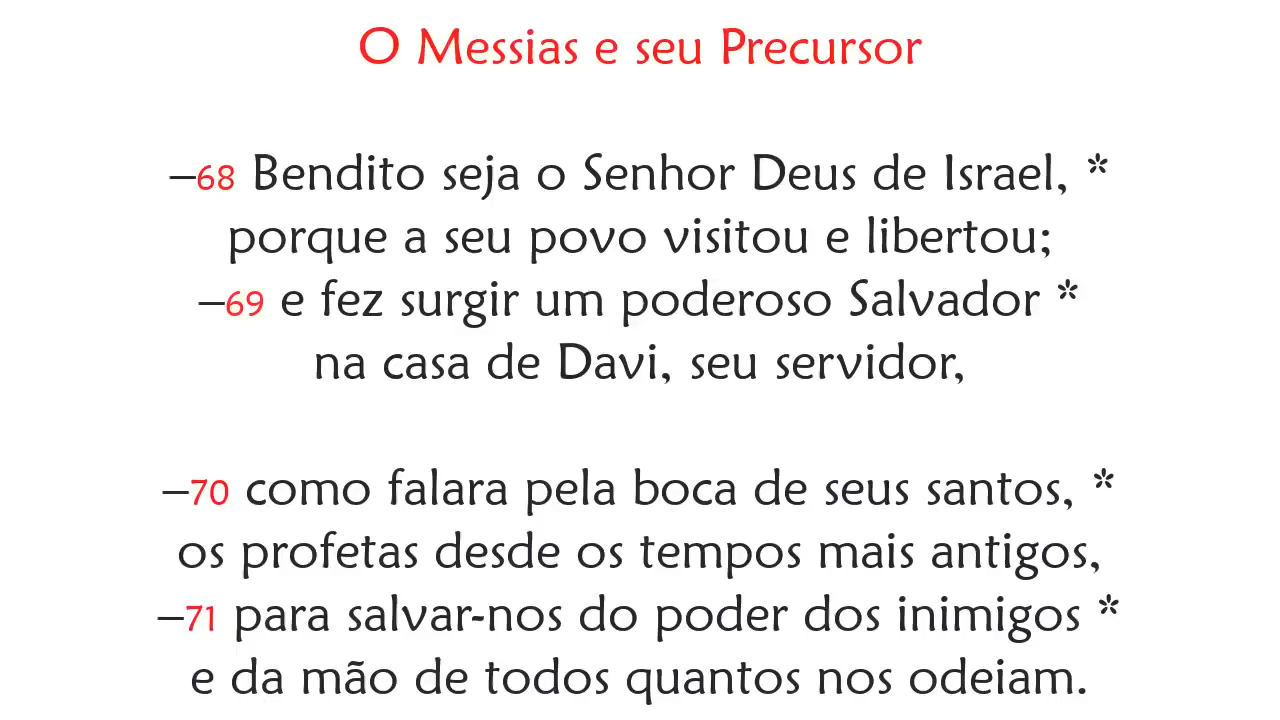 O Messias e seu Precursor
–68 Bendito seja o Senhor Deus de Israel, *
porque a seu povo visitou e libertou;
–69 e fez surgir um poderoso Salvador *
na casa de Davi, seu servidor,
–70 como falara pela boca de seus santos, *
os profetas desde os tempos mais antigos,
–71 para salvar-nos do poder dos inimigos *
e da mão de todos quantos nos odeiam.